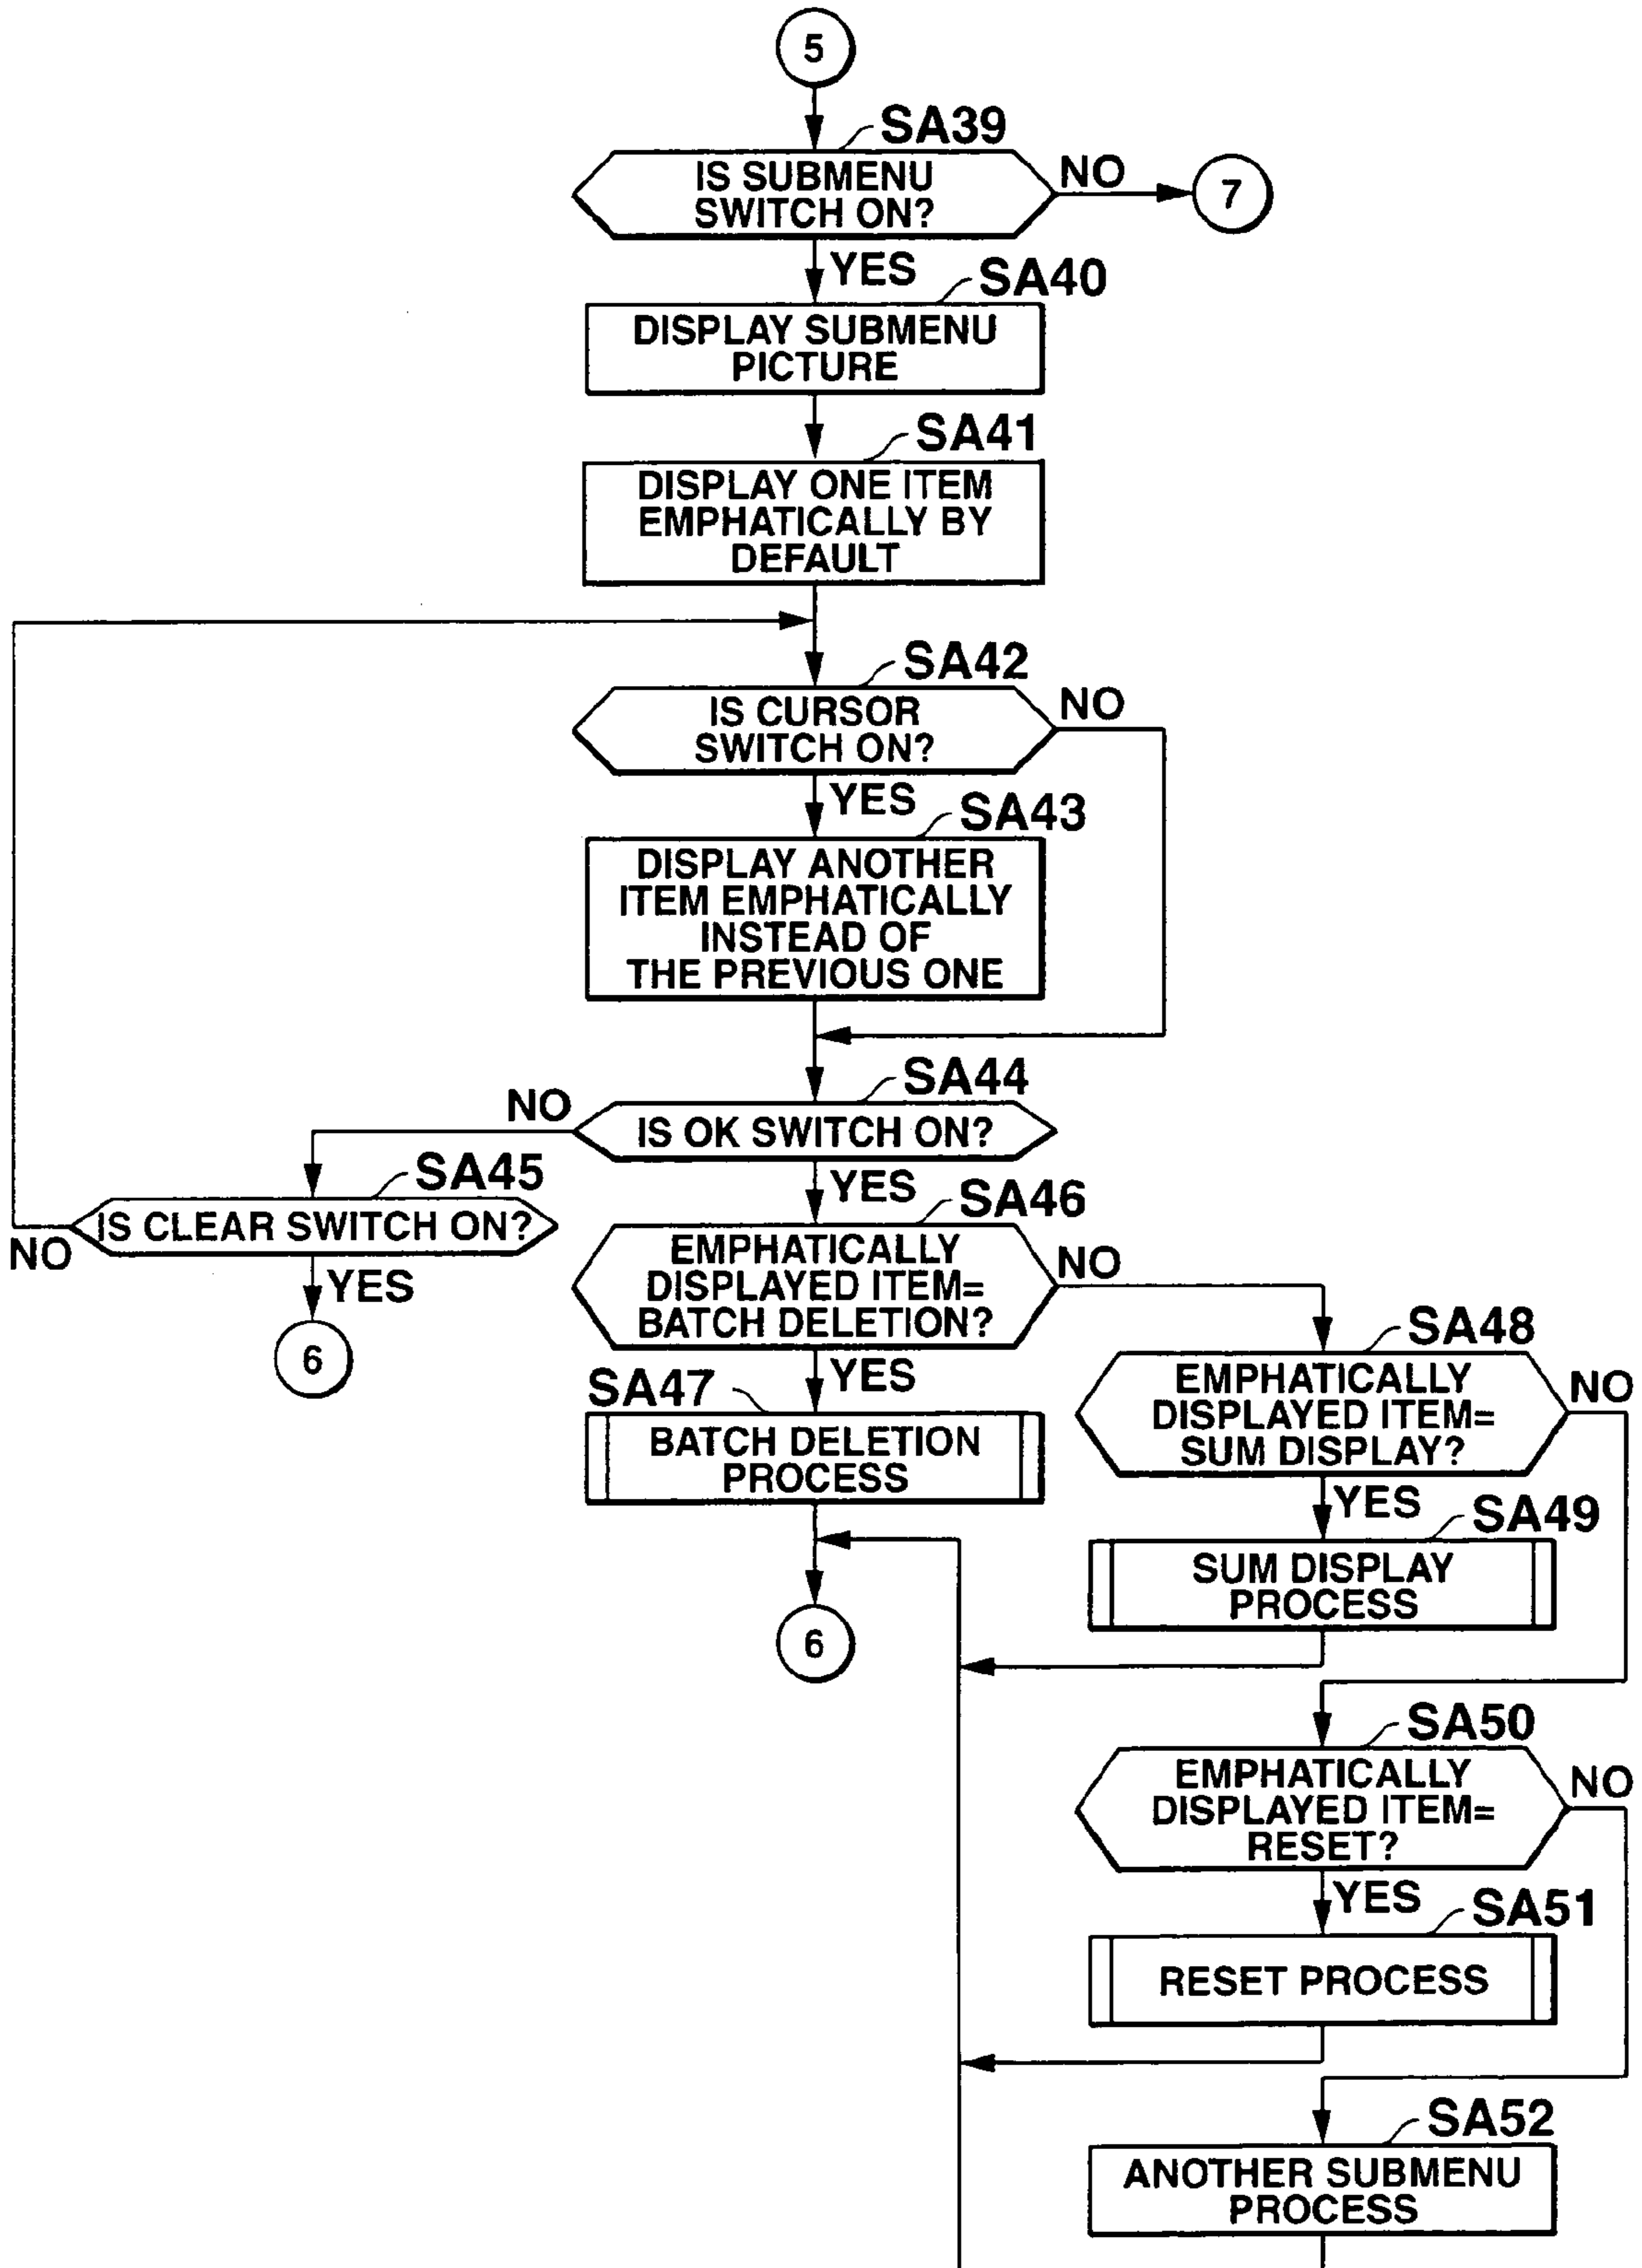 5
SA39
IS SUBMENU
SWITCH ON?
NO
7
YES
SA40
DISPLAY SUBMENU
PICTURE
SA41
DISPLAY ONE ITEM
EMPHATICALLY BY
DEFAULT
SA42
IS CURSOR
SWITCH ON?
NO
YES
SA43
DISPLAY ANOTHER
ITEM EMPHATICALLY
INSTEAD OF
THE PREVIOUS ONE
SA44
NO
IS OK SWITCH ON?
SA45
IS CLEAR SWITCH ON?
NO
YES
6
YES
SA46
EMPHATICALLY
DISPLAYED ITEM=
BATCH DELETION?
NO
YES
SA47
BATCH DELETION
PROCESS
6
SA48
EMPHATICALLY
DISPLAYED ITEM=
SUM DISPLAY?
NO
YES
SA49
SUM DISPLAY
PROCESS
SA50
EMPHATICALLY
DISPLAYED ITEM=
RESET?
NO
YES
SA51
RESET PROCESS
SA52
ANOTHER SUBMENU
PROCESS